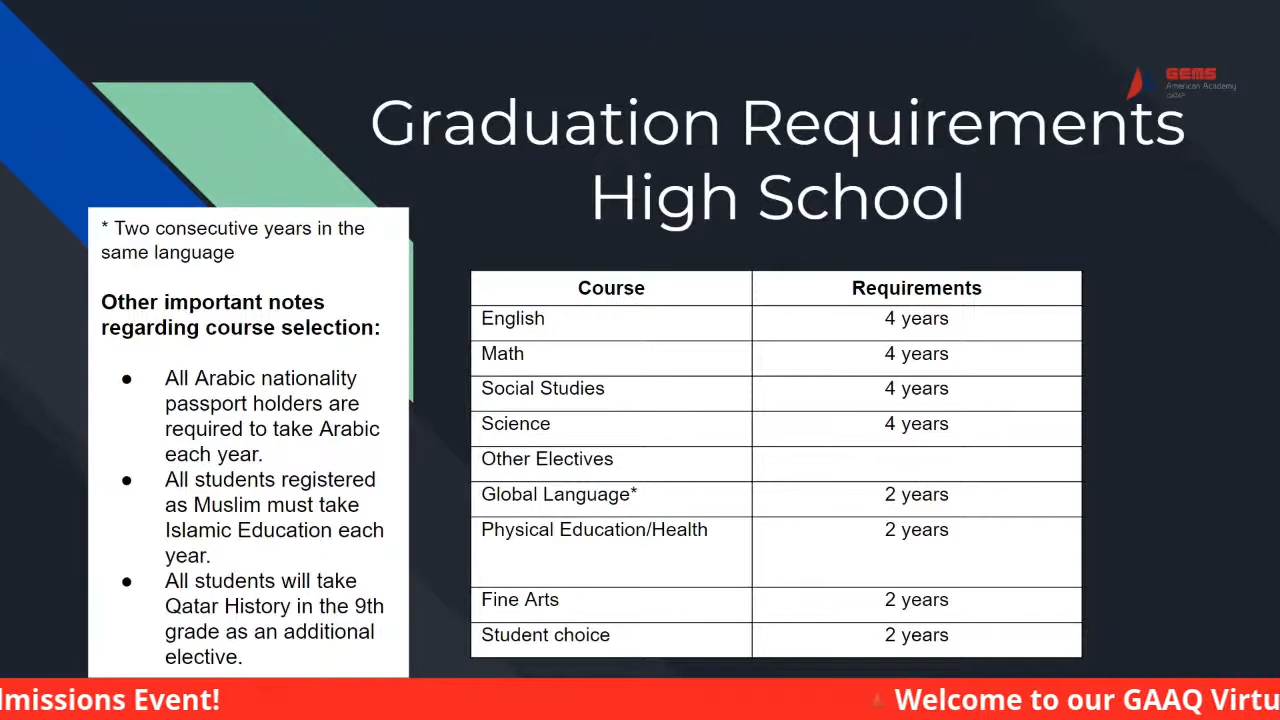 GEMS
American Academy
QATAR
Graduation Requirements
High School
* Two consecutive years in the
same language
Other important notes
regarding course selection:
● All Arabic nationality
passport holders are
required to take Arabic
each year.
● All students registered
as Muslim must take
Islamic Education each
year.
● All students will take
Qatar History in the 9th
grade as an additional
elective.
Course Requirements
English 4 years
Math 4 years
Social Studies 4 years
Science 4 years
Other Electives
Global Language* 2 years
Physical Education/Health 2 years
Fine Arts 2 years
Student choice 2 years
dmissions Event! Welcome to our GAAQ Virtu